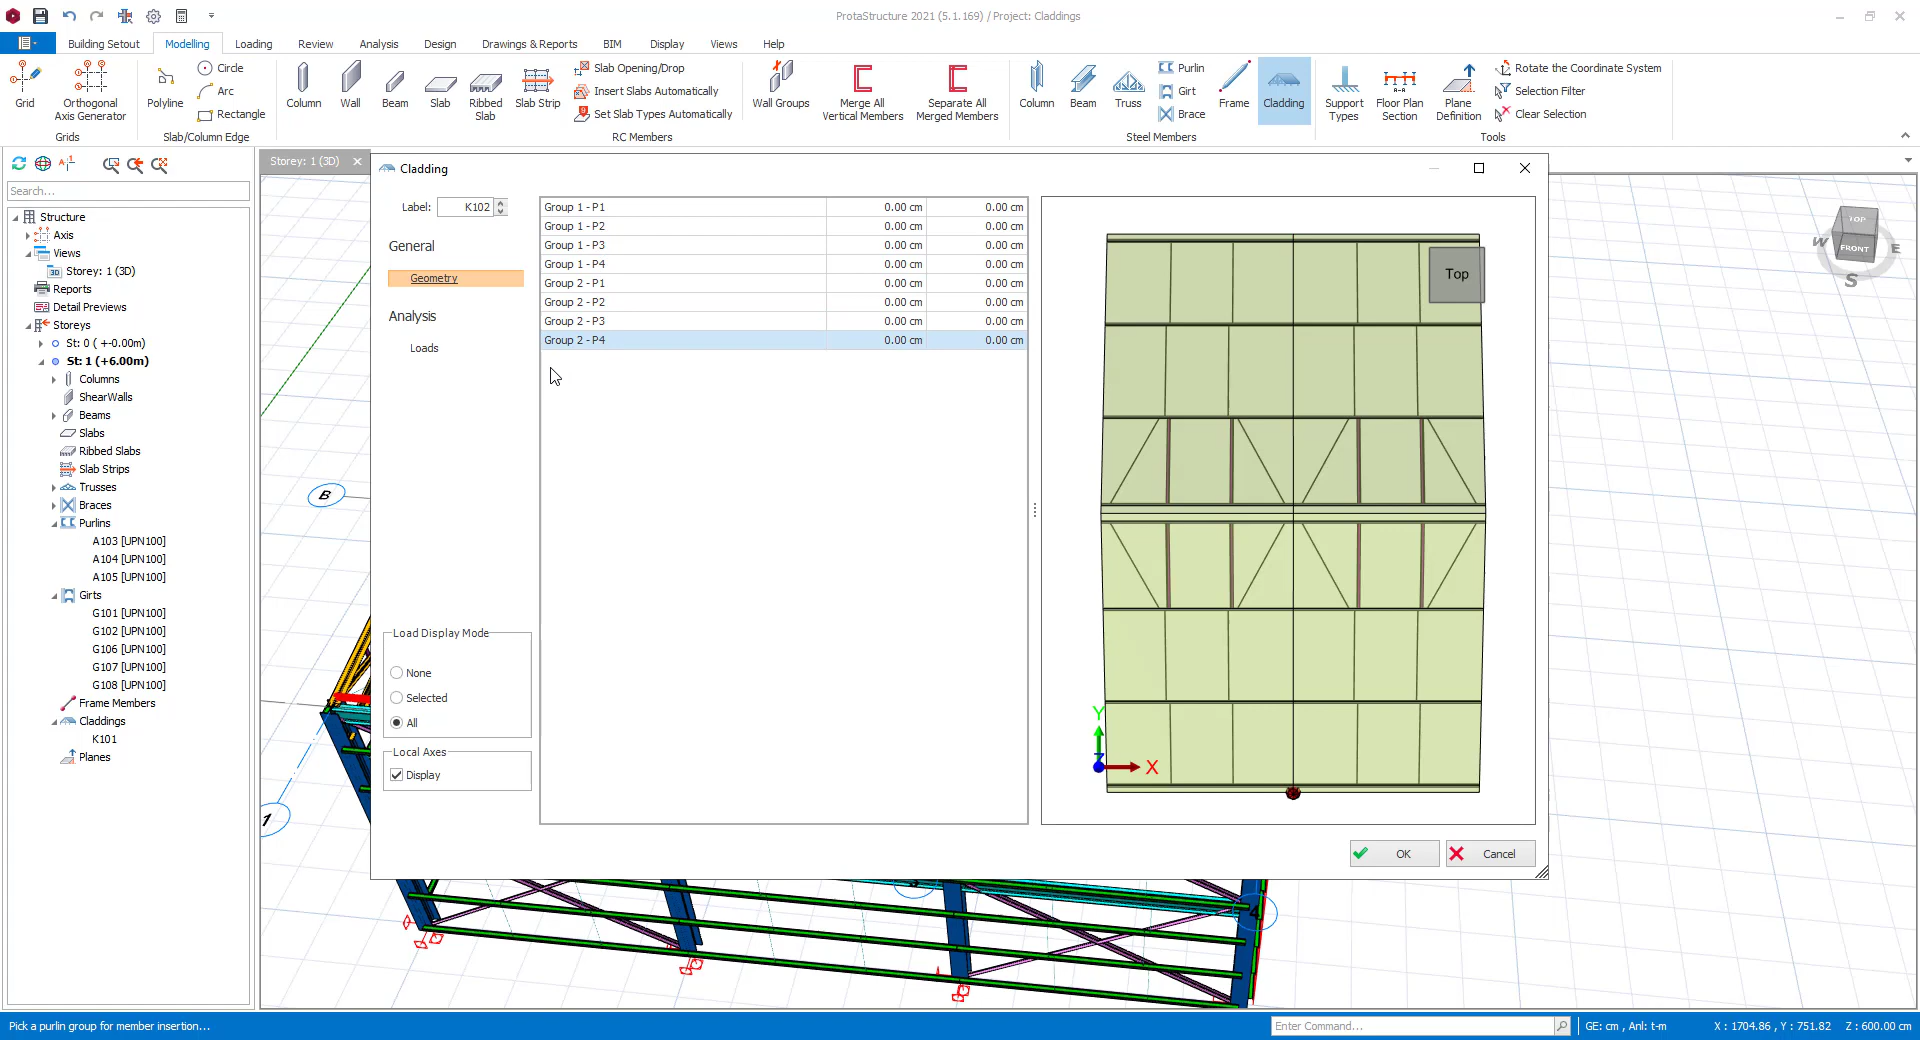 ProtaStructure 2021 (5.1.169) / Project: Claddings
Building Setout
Modelling
Loading
Review
Analysis
Design
Drawings & Reports
BIM
Display
Views
Help
Grid
Orthogonal
Axis Generator
Grids
Polyline
Circle
Arc
Rectangle
Slab/Column Edge
Column
Wall
Beam
Slab
Ribbed
Slab
Slab Strip
Slab Opening/Drop
Insert Slabs Automatically
Set Slab Types Automatically
Wall Groups
Merge All
Vertical Members
Separate All
Merged Members
RC Members
Column
Beam
Truss
Purlin
Girt
Brace
Frame
Cladding
Steel Members
Support
Types
Floor Plan
Section
Plane
Definition
Rotate the Coordinate System
Selection Filter
Clear Selection
Tools
Search...
Structure
Axis
Views
Storey: 1 (3D)
Reports
Detail Previews
Storeys
St: 0 ( +-0.00m)
St: 1 (+6.00m)
Columns
ShearWalls
Beams
Slabs
Ribbed Slabs
Slab Strips
Trusses
Braces
Purlins
A103 [UPN100]
A104 [UPN100]
A105 [UPN100]
Girts
G101 [UPN100]
G102 [UPN100]
G106 [UPN100]
G107 [UPN100]
G108 [UPN100]
Frame Members
Claddings
K101
Planes
Storey: 1 (3D)
B
1
4
Cladding
Label: K102
General
Geometry
Analysis
Loads
Load Display Mode
None
Selected
All
Local Axes
Display
Group 1 - P1 0.00 cm 0.00 cm
Group 1 - P2 0.00 cm 0.00 cm
Group 1 - P3 0.00 cm 0.00 cm
Group 1 - P4 0.00 cm 0.00 cm
Group 2 - P1 0.00 cm 0.00 cm
Group 2 - P2 0.00 cm 0.00 cm
Group 2 - P3 0.00 cm 0.00 cm
Group 2 - P4 0.00 cm 0.00 cm
Top
Y
Z
X
OK
Cancel
TOP
W
FRONT
E
S
Pick a purlin group for member insertion...
Enter Command...
GE: cm , Anl: t-m
X : 1704.86 , Y : 751.82
Z : 600.00 cm